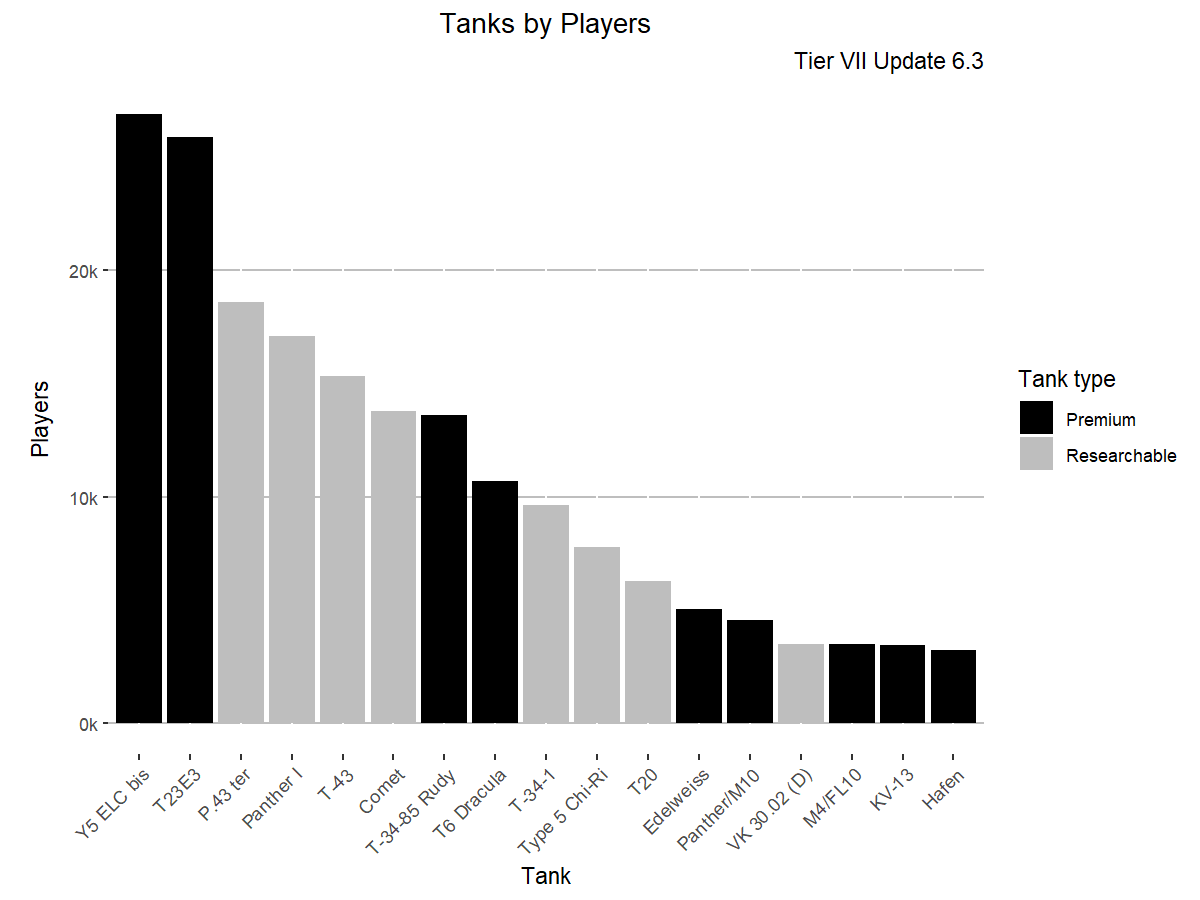 Tanks by Players
Tier VII Update 6.3
Players
20k
10k
0k
Y5 ELC bis
T23E3
P.43 ter
Panther I
T-43
Comet
T-34-85 Rudy
T6 Dracula
T-34-1
Type 5 Chi-Ri
T20
Edelweiss
Panther/M10
VK 30.02 (D)
M4/FL10
KV-13
Hafen
Tank
Tank type
Premium
Researchable